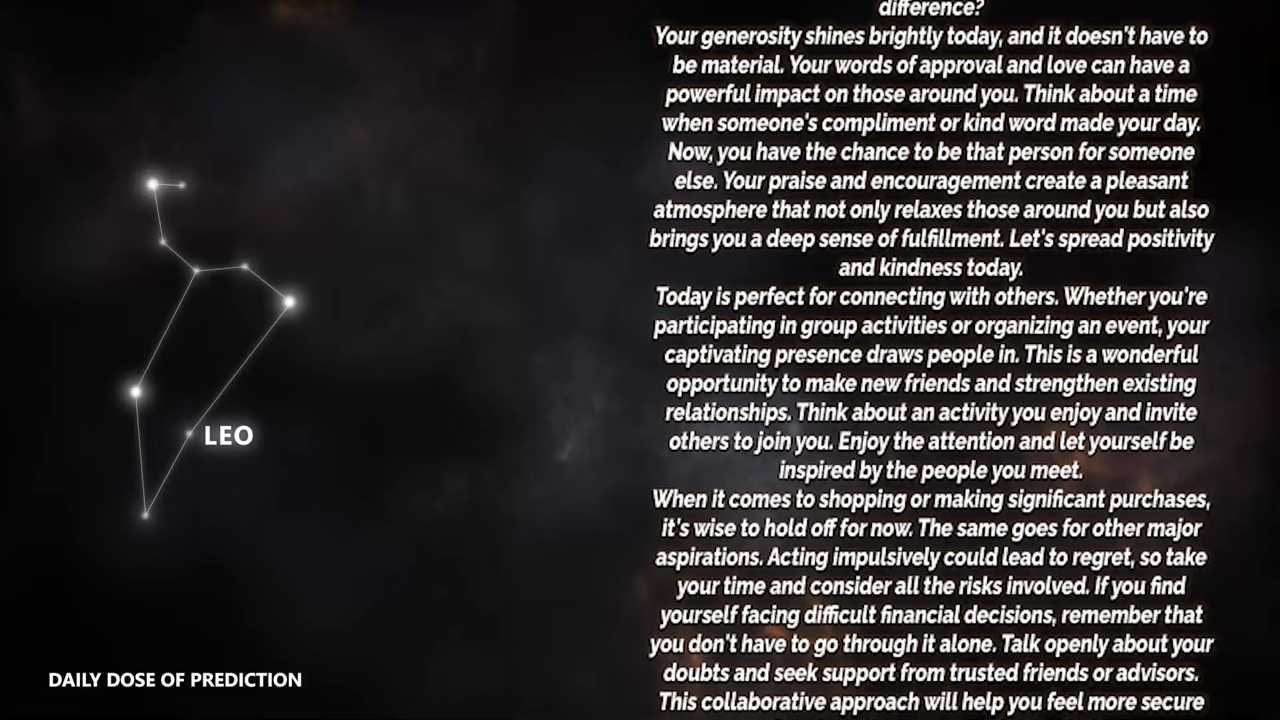 difference?
Your generosity shines brightly today, and it doesn't have to
be material. Your words of approval and love can have a
powerful impact on those around you. Think about a time
when someone's compliment or kind word made your day.
Now, you have the chance to be that person for someone
else. Your praise and encouragement create a pleasant
atmosphere that not only relaxes those around you but also
brings you a deep sense of fulfillment. Let's spread positivity
and kindness today.
Today is perfect for connecting with others. Whether you're
participating in group activities or organizing an event, your
captivating presence draws people in. This is a wonderful
opportunity to make new friends and strengthen existing
relationships. Think about an activity you enjoy and invite
others to join you. Enjoy the attention and let yourself be
inspired by the people you meet.
When it comes to shopping or making significant purchases,
it's wise to hold off for now. The same goes for other major
aspirations. Acting impulsively could lead to regret, so take
your time and consider all the risks involved. If you find
yourself facing difficult financial decisions, remember that
you don't have to go through it alone. Talk openly about your
doubts and seek support from trusted friends or advisors.
This collaborative approach will help you feel more secure
LEO
DAILY DOSE OF PREDICTION